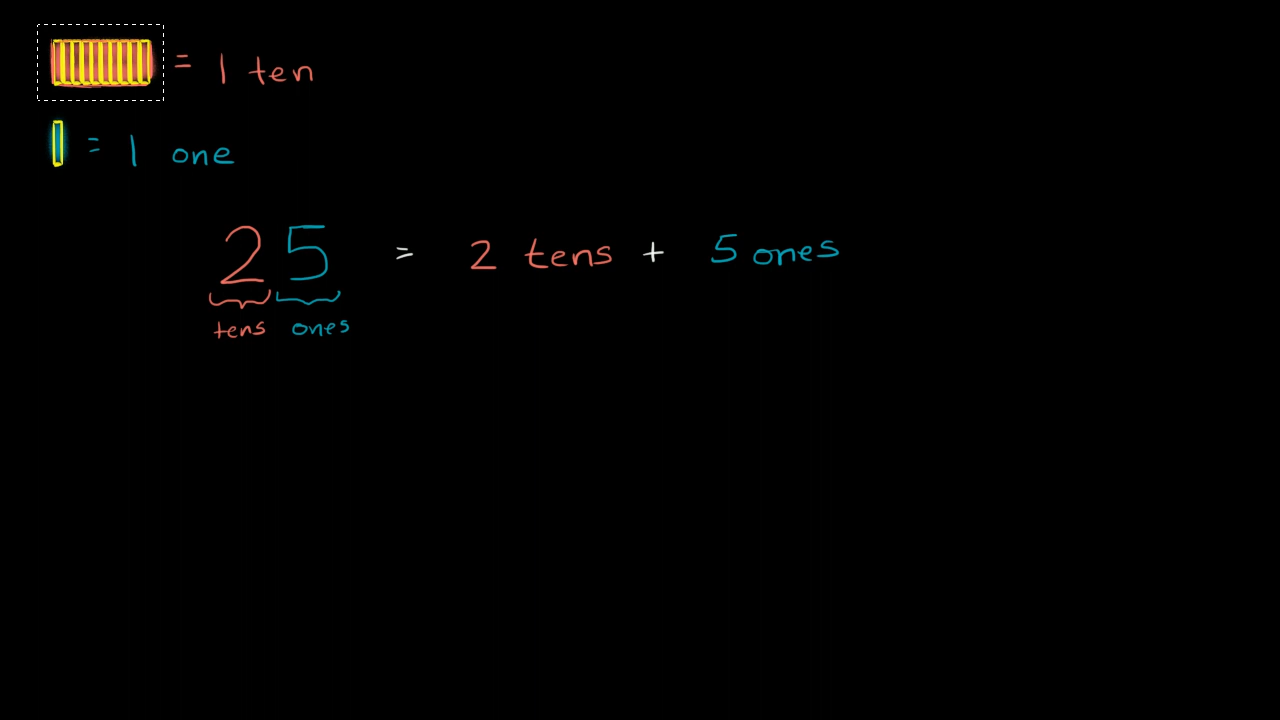 = 1 ten
= 1 one
25 = 2 tens + 5 ones
tens ones